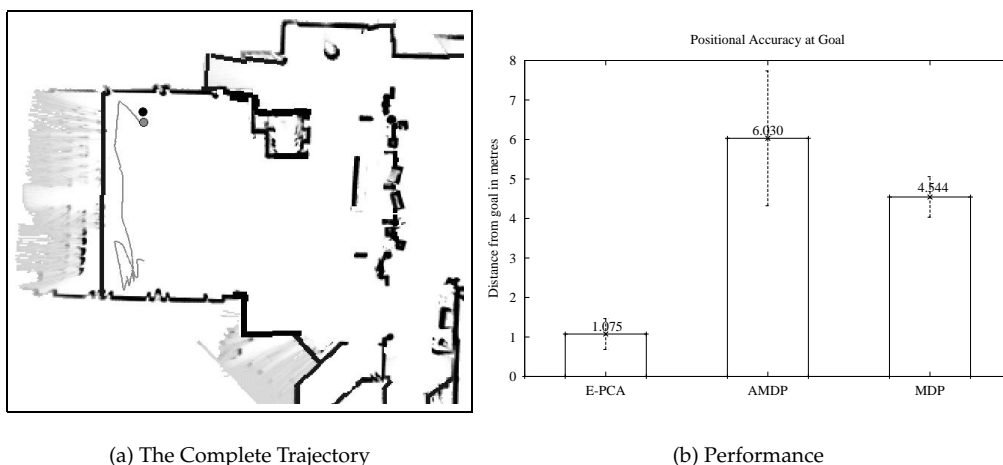 Positional Accuracy at Goal
Distance from goal in metres
8
7
6
5
4
3
2
1
0
1.075
6.030
4.544
E-PCA
AMDP
MDP
(a) The Complete Trajectory
(b) Performance